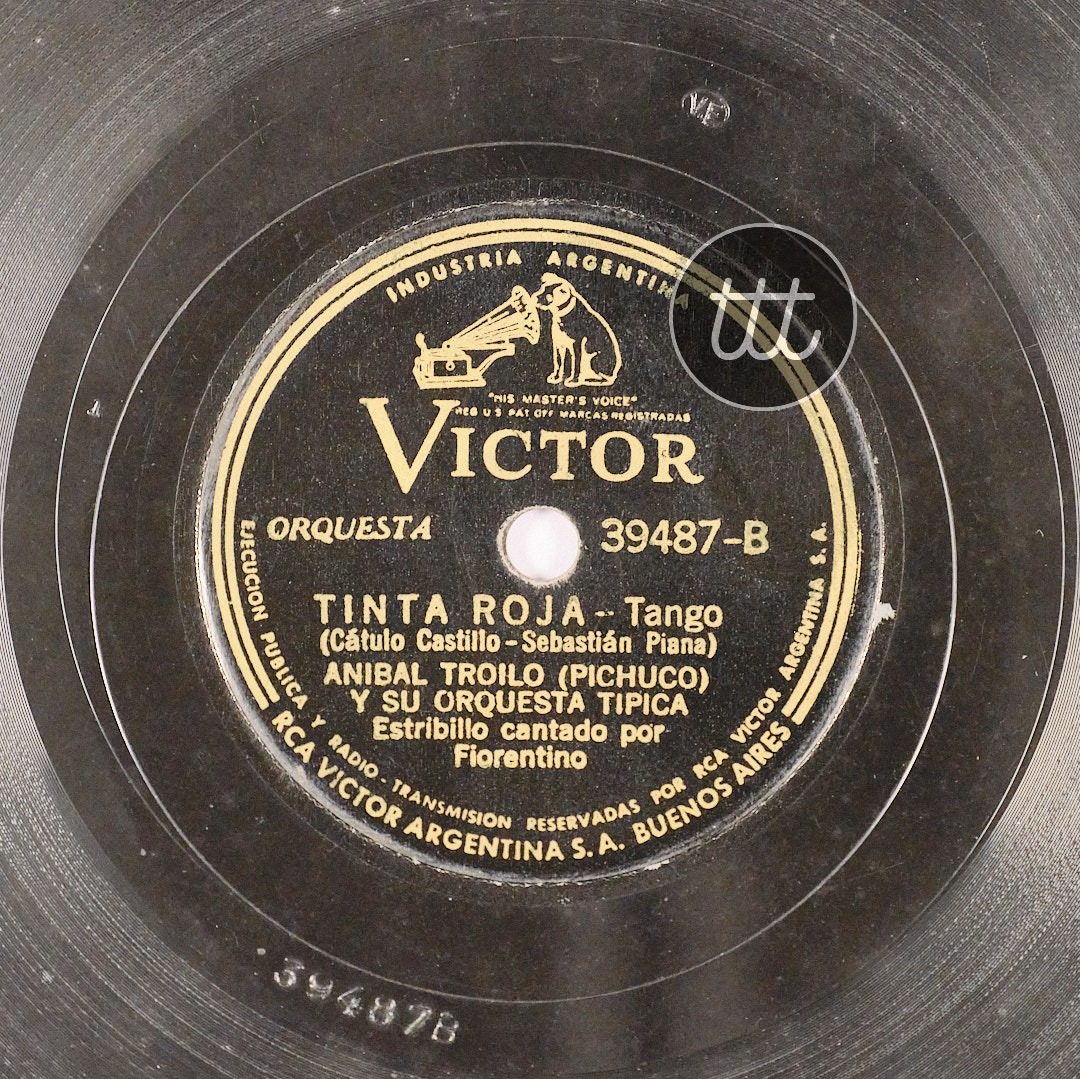 VE
INDUSTRIA ARGENTINA
ttt
"HIS MASTER'S VOICE"
REG U S PAT OFF MARCAS REGISTRADAS
VICTOR
ORQUESTA
39487-B
TINTA ROJA - Tango
(Cátulo Castillo - Sebastián Piana)
ANIBAL TROILO (PICHUCO)
Y SU ORQUESTA TIPICA
Estribillo cantado por
Fiorentino
EJECUCION PUBLICA Y RADIO-TRANSMISION RESERVADAS POR RCA VICTOR ARGENTINA S. A.
RCA VICTOR ARGENTINA S. A. BUENOS AIRES
39487B